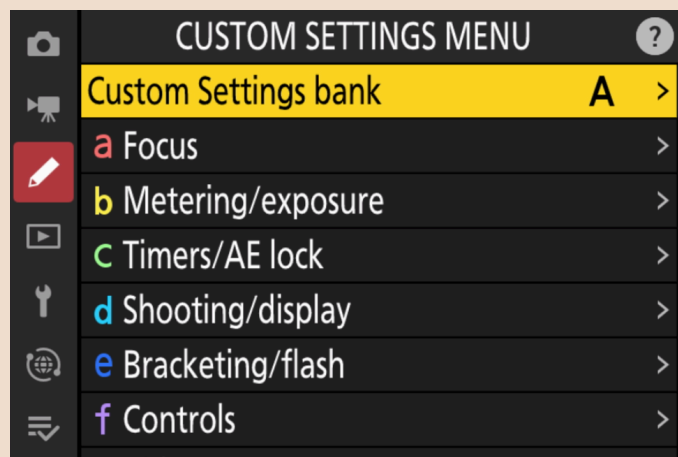 CUSTOM SETTINGS MENU ?
Custom Settings bank A >
a Focus >
b Metering/exposure >
c Timers/AE lock >
d Shooting/display >
e Bracketing/flash >
f Controls >